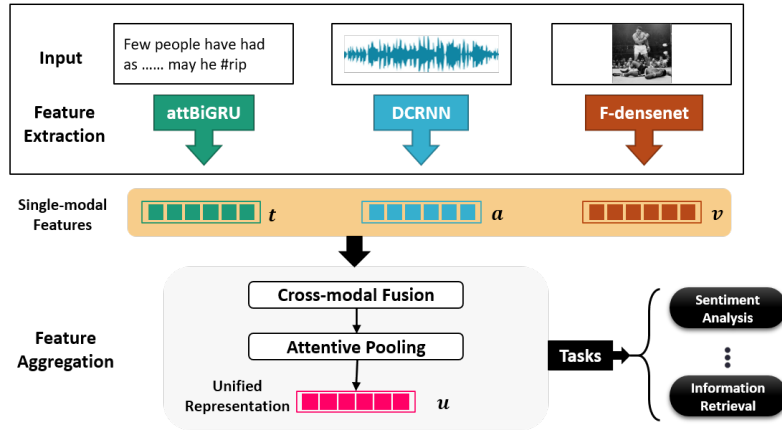 Input
Few people have had
as ...... may he #rip
Feature
Extraction
attBiGRU
DCRNN
F-densenet
Single-modal
Features
t
a
v
Feature
Aggregation
Cross-modal Fusion
Attentive Pooling
Unified
Representation
u
Tasks
Sentiment
Analysis
Information
Retrieval